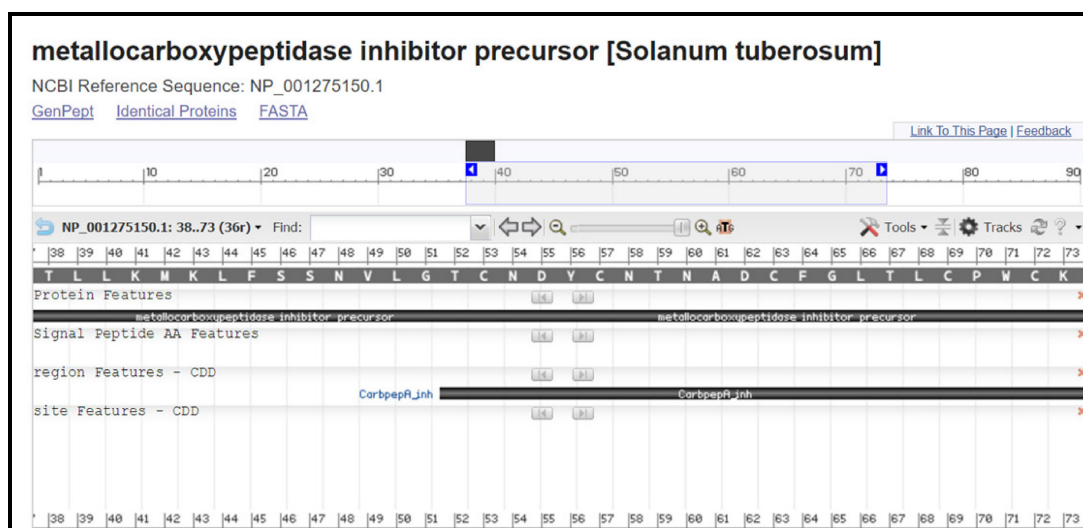 metallocarboxypeptidase inhibitor precursor [Solanum tuberosum]
NCBI Reference Sequence: NP_001275150.1
GenPept Identical Proteins FASTA
Link To This Page | Feedback
1 10 20 30 40 50 60 70 80 90
NP_001275150.1: 38..73 (36r) Find: Tools Tracks ?
38 39 40 41 42 43 44 45 46 47 48 49 50 51 52 53 54 55 56 57 58 59 60 61 62 63 64 65 66 67 68 69 70 71 72 73
T L L K M K L F S S N V L G T C N D Y C N T N A D C F G L T L C P W C K
Protein Features
metallocarboxypeptidase inhibitor precursor metallocarboxypeptidase inhibitor precursor
Signal Peptide AA Features
region Features - CDD
CarbpepA_inh CarbpepA_inh
site Features - CDD
38 39 40 41 42 43 44 45 46 47 48 49 50 51 52 53 54 55 56 57 58 59 60 61 62 63 64 65 66 67 68 69 70 71 72 73